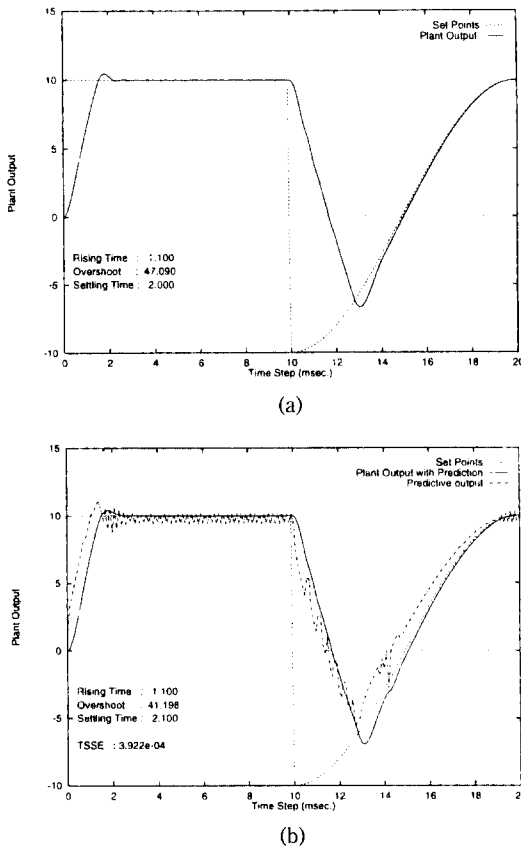 15
Set Points
Plant Output
10
5
Plant Output
0
Rising Time : 1.100
Overshoot : 47.090
Settling Time : 2.000
-5
-10
0 2 4 6 8 10 12 14 16 18 20
Time Step (msec.)
(a)
15
Set Points
Plant Output with Prediction
Predictive output
10
5
Plant Output
0
Rising Time : 1.100
Overshoot : 41.198
Settling Time : 2.100
-5
TSSE : 3.922e-04
-10
0 2 4 6 8 10 12 14 16 18 20
Time Step (msec.)
(b)